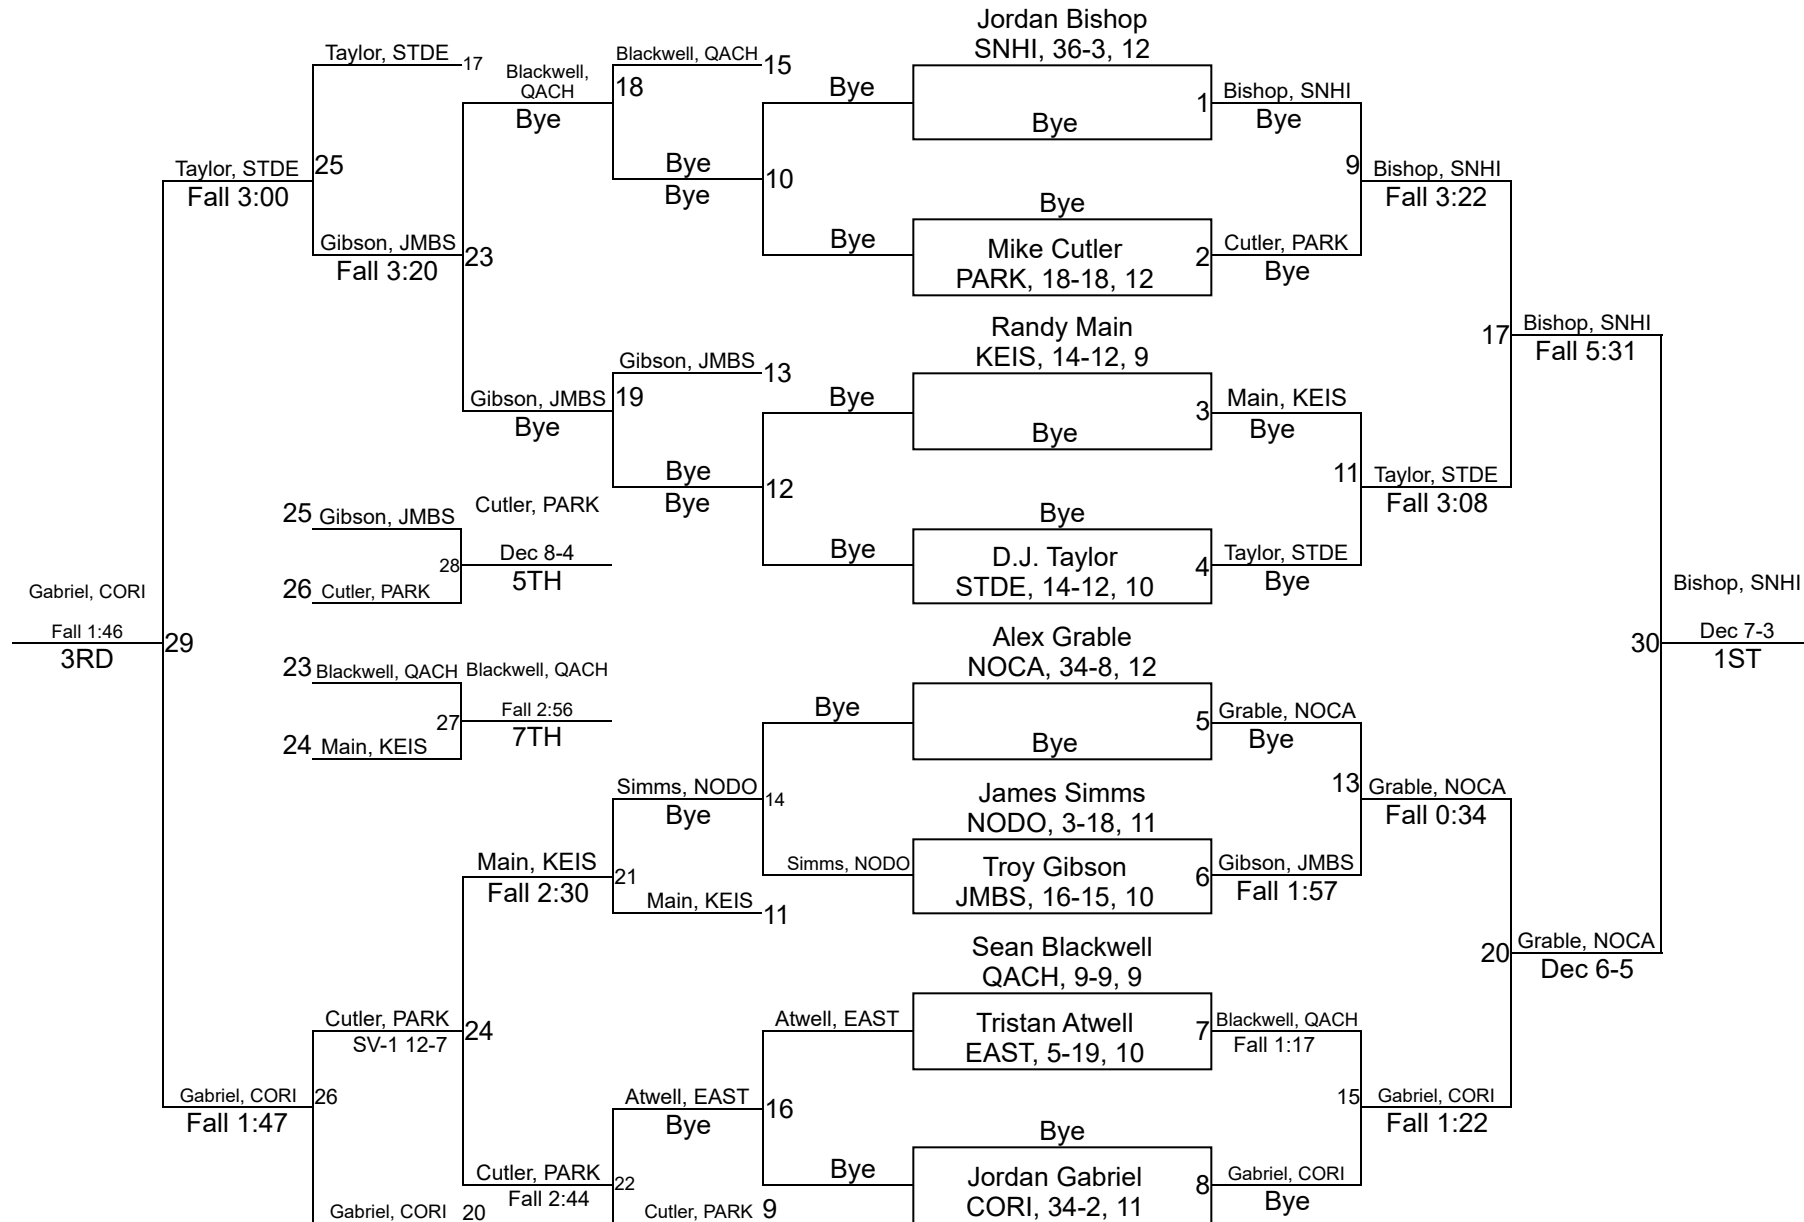 Jordan Bishop
SNHI, 36-3, 12
Taylor, STDE 17
Blackwell, QACH 15
Blackwell,
QACH
18
Bye
Bye
1
Bishop, SNHI
Bye
Bye
Bye
25
Taylor, STDE
Fall 3:00
Bye
Bye
10
9
Bishop, SNHI
Fall 3:22
Bye
Gibson, JMBS
Fall 3:20
23
Bye
Mike Cutler
PARK, 18-18, 12
2
Cutler, PARK
Bye
Randy Main
KEIS, 14-12, 9
17
Bishop, SNHI
Fall 5:31
Gibson, JMBS 13
Gibson, JMBS
Bye
19
Bye
Bye
3
Main, KEIS
Bye
Bye
Bye
12
11
Taylor, STDE
Fall 3:08
25 Gibson, JMBS
Cutler, PARK
Bye
28
Dec 8-4
5TH
26 Cutler, PARK
Bye
D.J. Taylor
STDE, 14-12, 10
4
Taylor, STDE
Bye
Gabriel, CORI
Fall 1:46
3RD
29
Bishop, SNHI
30
Dec 7-3
1ST
Alex Grable
NOCA, 34-8, 12
23 Blackwell, QACH
Blackwell, QACH
27
Fall 2:56
7TH
24 Main, KEIS
Bye
Bye
5
Grable, NOCA
Bye
Simms, NODO
Bye
14
James Simms
NODO, 3-18, 11
13
Grable, NOCA
Fall 0:34
Main, KEIS
Fall 2:30
21
Simms, NODO
Troy Gibson
JMBS, 16-15, 10
6
Gibson, JMBS
Fall 1:57
Main, KEIS 11
Sean Blackwell
QACH, 9-9, 9
20
Grable, NOCA
Dec 6-5
Cutler, PARK
SV-1 12-7
24
Atwell, EAST
Tristan Atwell
EAST, 5-19, 10
7
Blackwell, QACH
Fall 1:17
Gabriel, CORI
Fall 1:47
26
Atwell, EAST
Bye
16
15
Gabriel, CORI
Fall 1:22
Bye
Cutler, PARK
Fall 2:44
22
Bye
Jordan Gabriel
CORI, 34-2, 11
8
Gabriel, CORI
Bye
Gabriel, CORI 20
Cutler, PARK 9